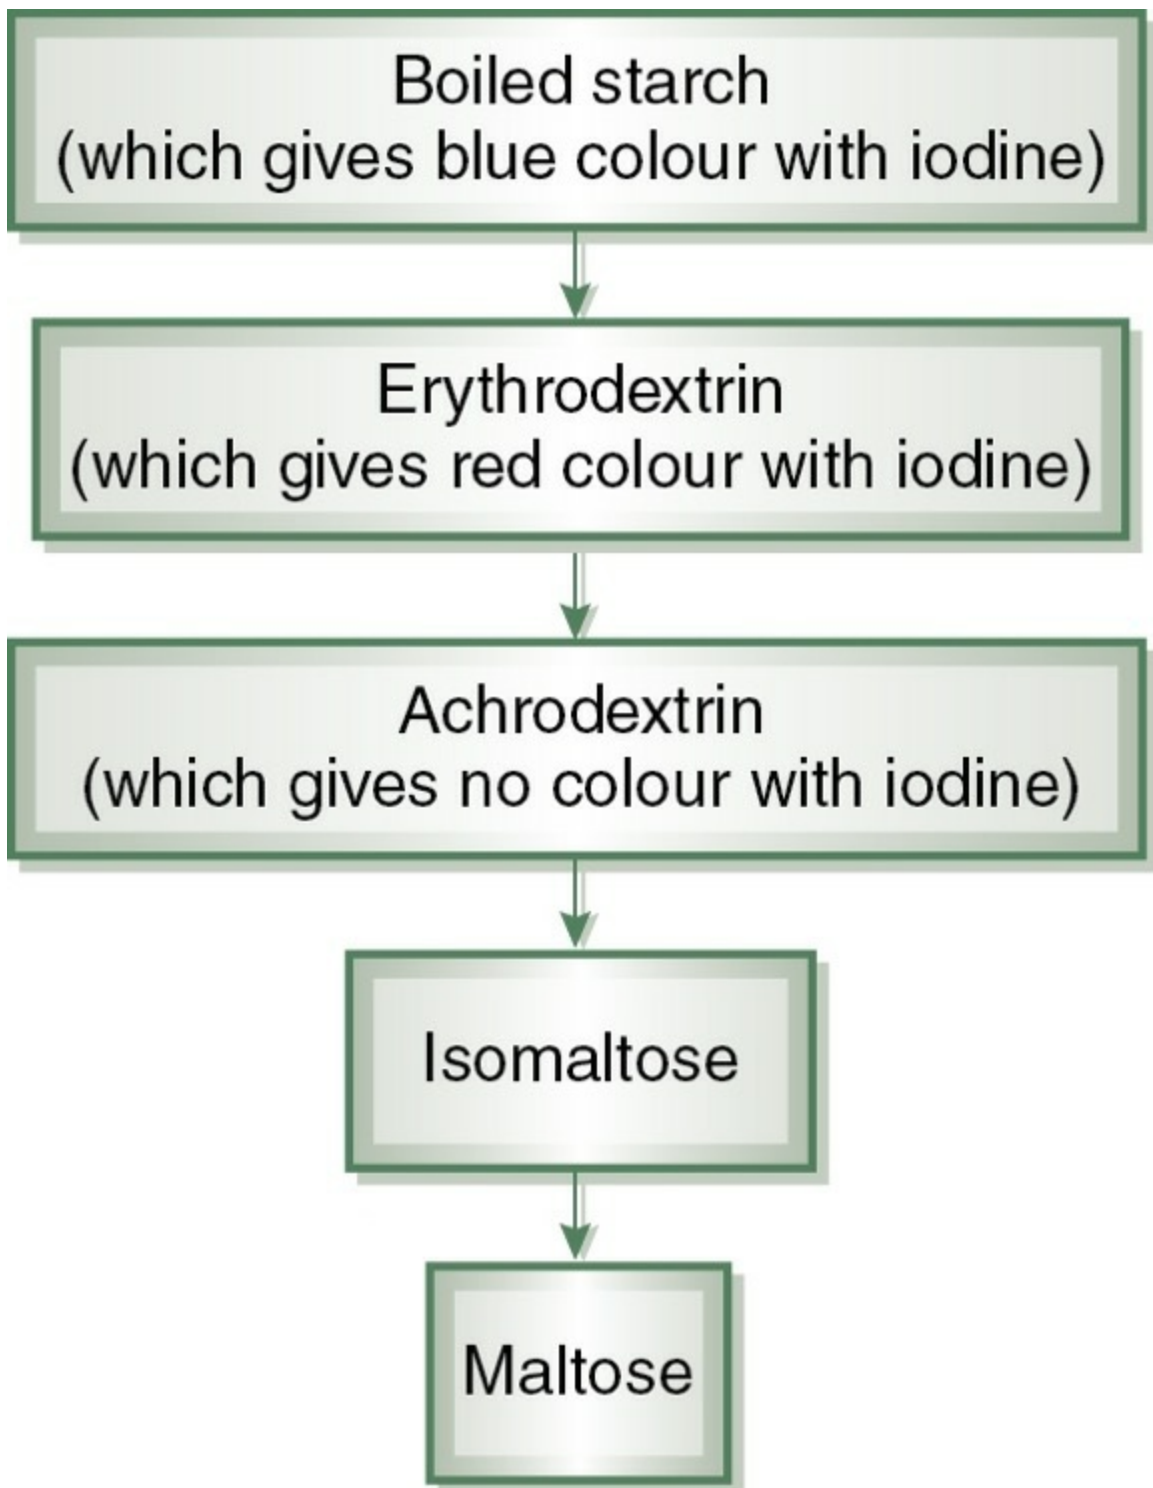 Boiled starch
(which gives blue colour with iodine)
Erythrodextrin
(which gives red colour with iodine)
Achrodextrin
(which gives no colour with iodine)
Isomaltose
Maltose